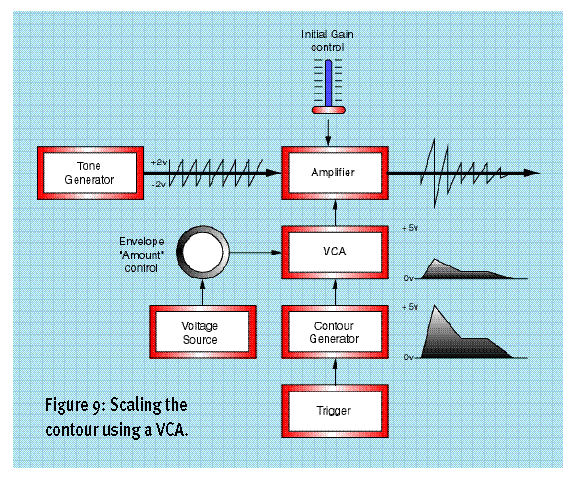 Initial Gain
control
Tone
Generator
+2v
-2v
Amplifier
Envelope
"Amount"
control
VCA
+5v
0v
Voltage
Source
Contour
Generator
+5v
0v
Trigger
Figure 9: Scaling the
contour using a VCA.